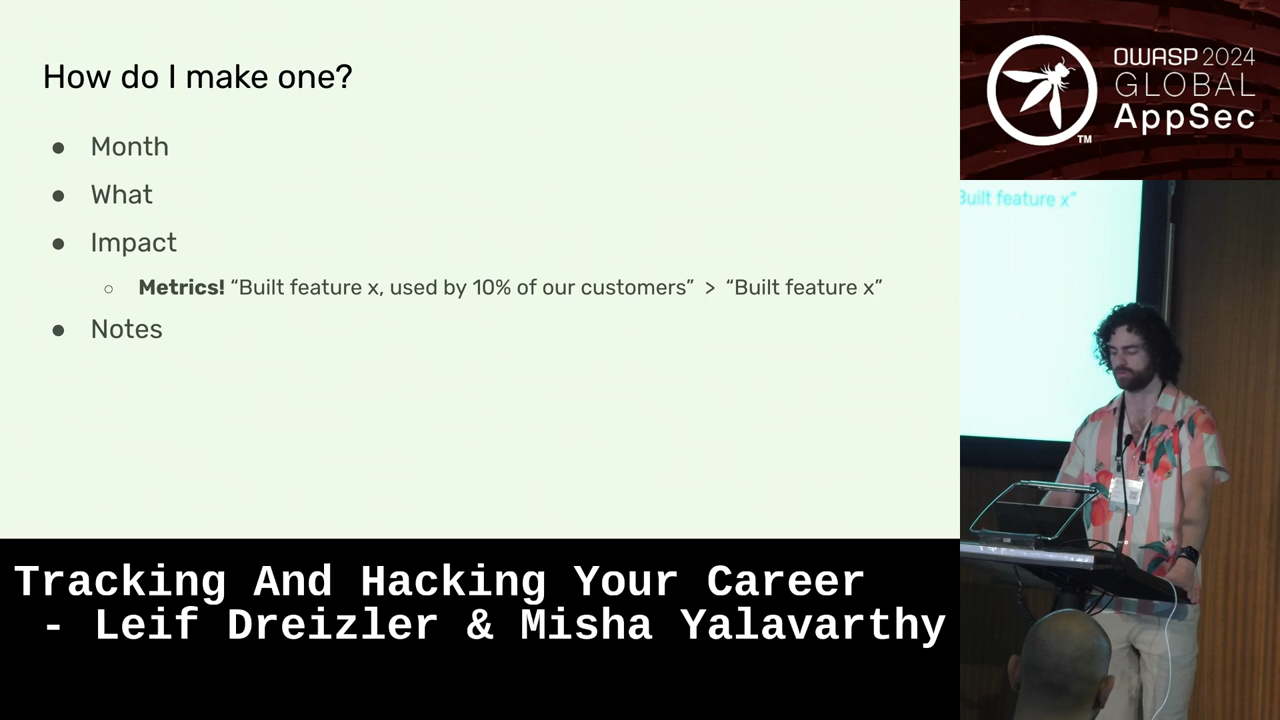 How do I make one?
● Month
● What
● Impact
○ Metrics! “Built feature x, used by 10% of our customers” > “Built feature x”
● Notes
OWASP 2024
GLOBAL
AppSec
TM
Built feature x”
Tracking And Hacking Your Career
- Leif Dreizler & Misha Yalavarthy